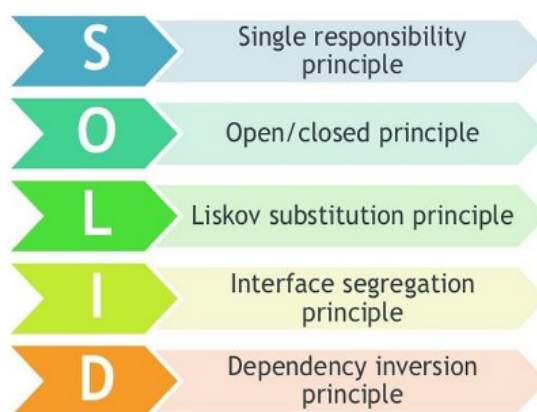 S
Single responsibility
principle
O
Open/closed principle
L
Liskov substitution principle
I
Interface segregation
principle
D
Dependency inversion
principle